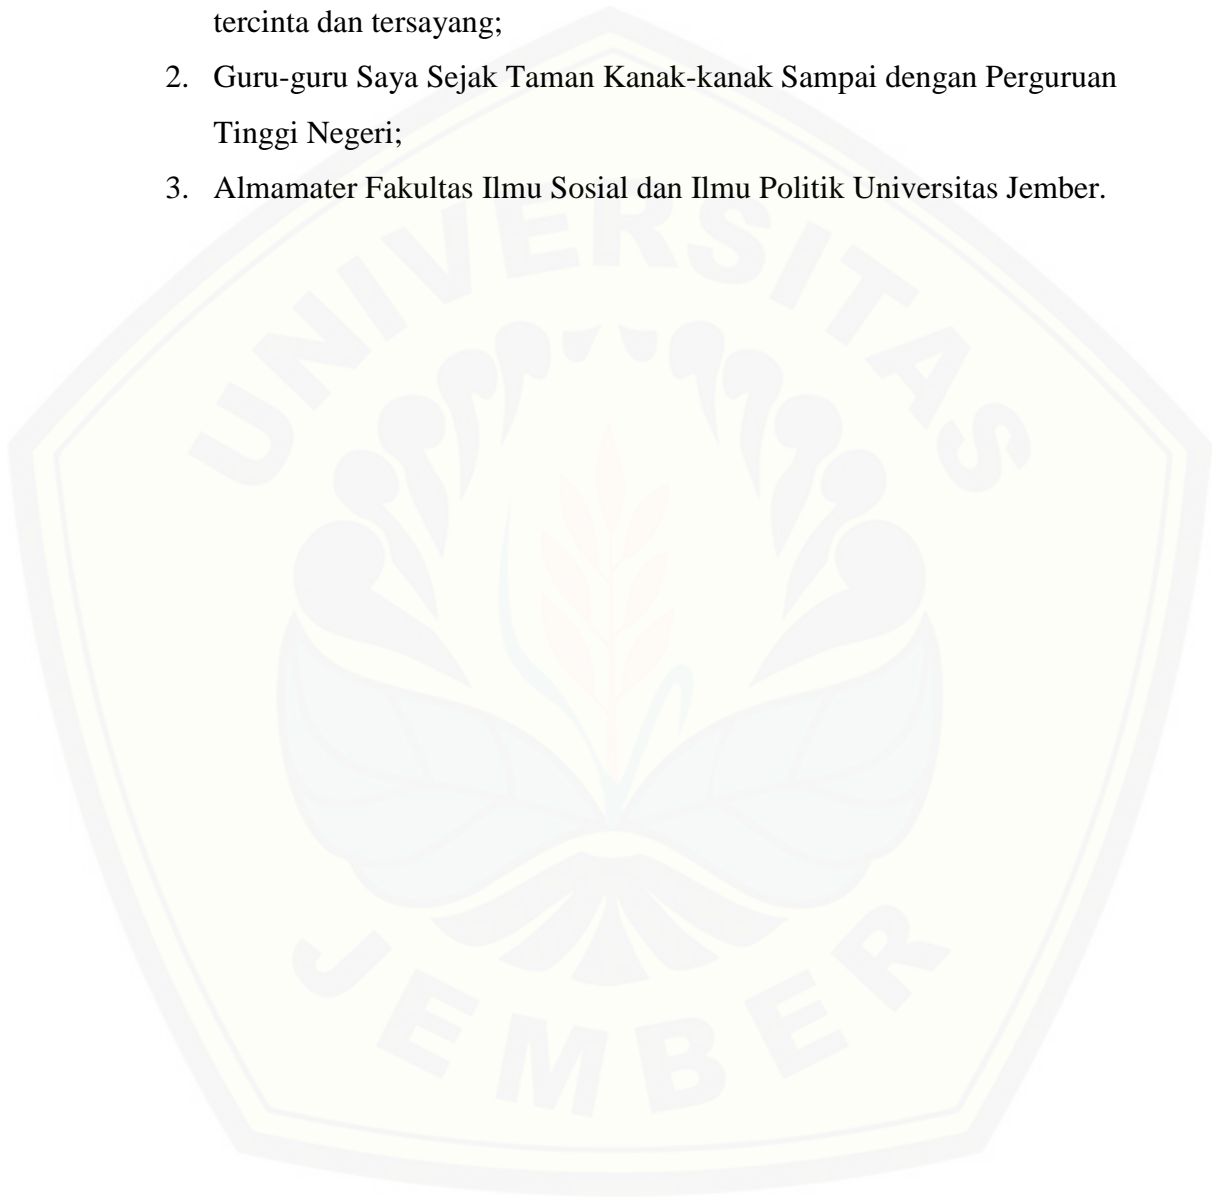 tercinta dan tersayang;
2. Guru-guru Saya Sejak Taman Kanak-kanak Sampai dengan Perguruan
Tinggi Negeri;
3. Almamater Fakultas Ilmu Sosial dan Ilmu Politik Universitas Jember.
UNIVERSITAS
JEMBER